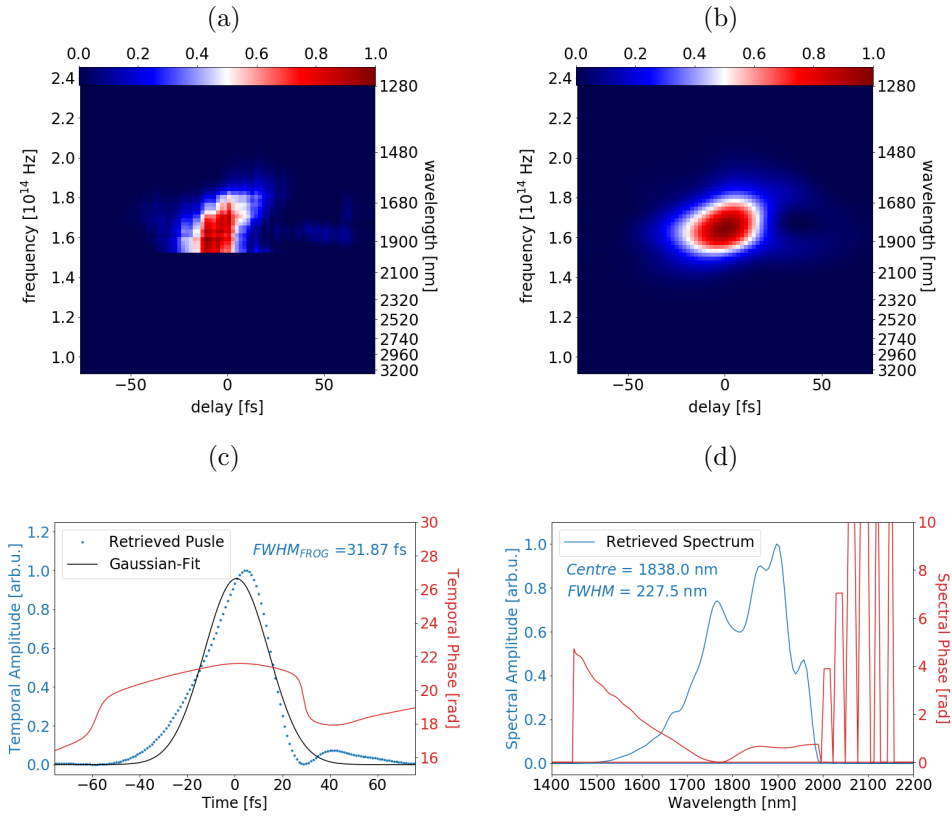 (a)
(b)
0.0 0.2 0.4 0.6 0.8 1.0
0.0 0.2 0.4 0.6 0.8 1.0
2.4
2.2
2.0
1.8
1.6
1.4
1.2
1.0
frequency [10^14 Hz]
1280
1480
1680
1900
2100
2320
2520
2740
2960
3200
wavelength [nm]
−50 0 50
delay [fs]
2.4
2.2
2.0
1.8
1.6
1.4
1.2
1.0
frequency [10^14 Hz]
1280
1480
1680
1900
2100
2320
2520
2740
2960
3200
wavelength [nm]
−50 0 50
delay [fs]
(c)
(d)
Retrieved Pusle
Gaussian-Fit
FWHM_FROG =31.87 fs
1.2
1.0
0.8
0.6
0.4
0.2
0.0
Temporal Amplitude [arb.u.]
30
28
26
24
22
20
18
16
Temporal Phase [rad]
−60 −40 −20 0 20 40 60
Time [fs]
Retrieved Spectrum
Centre = 1838.0 nm
FWHM = 227.5 nm
1.0
0.8
0.6
0.4
0.2
0.0
Spectral Amplitude [arb.u.]
10
8
6
4
2
0
Spectral Phase [rad]
1400 1500 1600 1700 1800 1900 2000 2100 2200
Wavelength [nm]